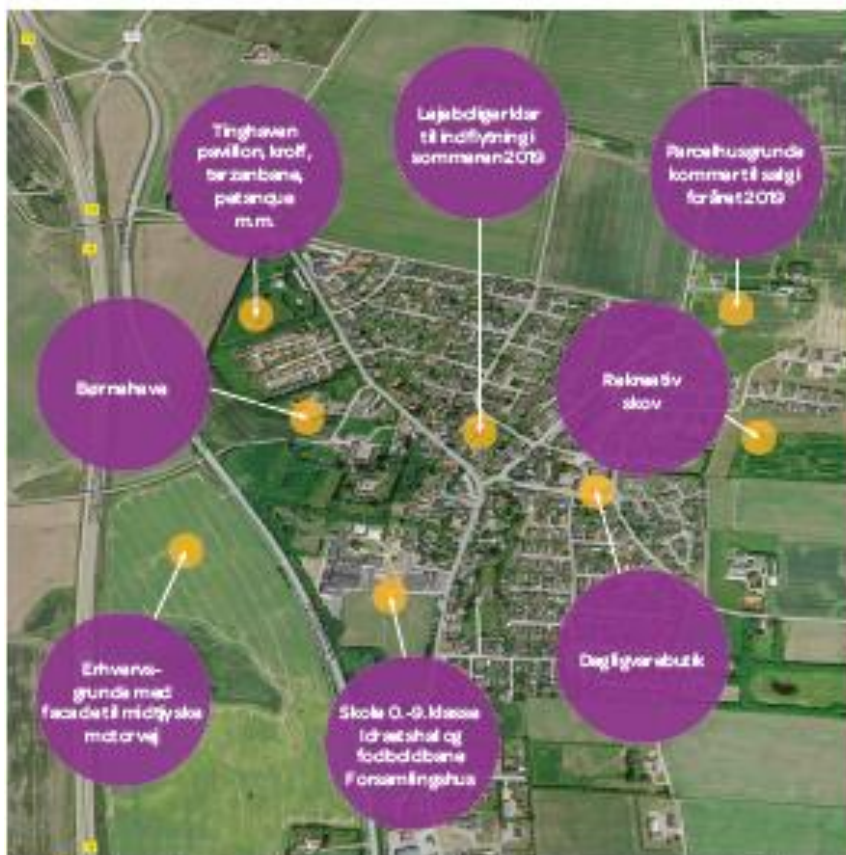 Tinghaven
pavillon, krolf,
tarzanbane,
petanque
m.m.
Lejeboliger klar
til indflytning i
sommeren 2019
Parcelhusgrunde
kommer til salg i
foråret 2019
Børnehave
Rekreativ
skov
Erhvervs-
grunde med
facade til midtjyske
motorvej
Skole 0.-9. klasse
Idrætshal og
fodboldbane
Forsamlingshus
Dagligvarebutik